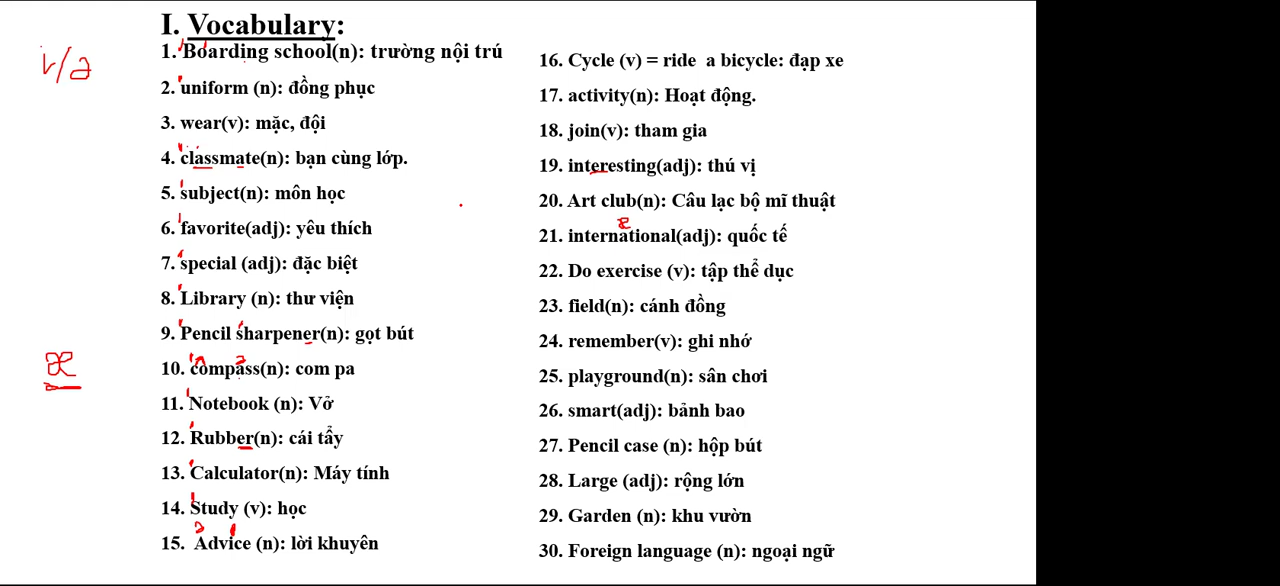 I. Vocabulary:
1. Boarding school(n): trường nội trú
2. uniform (n): đồng phục
3. wear(v): mặc, đội
4. classmate(n): bạn cùng lớp.
5. subject(n): môn học
6. favorite(adj): yêu thích
7. special (adj): đặc biệt
8. Library (n): thư viện
9. Pencil sharpener(n): gọt bút
10. compass(n): com pa
11. Notebook (n): Vở
12. Rubber(n): cái tẩy
13. Calculator(n): Máy tính
14. Study (v): học
15. Advice (n): lời khuyên
16. Cycle (v) = ride a bicycle: đạp xe
17. activity(n): Hoạt động.
18. join(v): tham gia
19. interesting(adj): thú vị
20. Art club(n): Câu lạc bộ mĩ thuật
21. international(adj): quốc tế
22. Do exercise (v): tập thể dục
23. field(n): cánh đồng
24. remember(v): ghi nhớ
25. playground(n): sân chơi
26. smart(adj): bảnh bao
27. Pencil case (n): hộp bút
28. Large (adj): rộng lớn
29. Garden (n): khu vườn
30. Foreign language (n): ngoại ngữ
æ